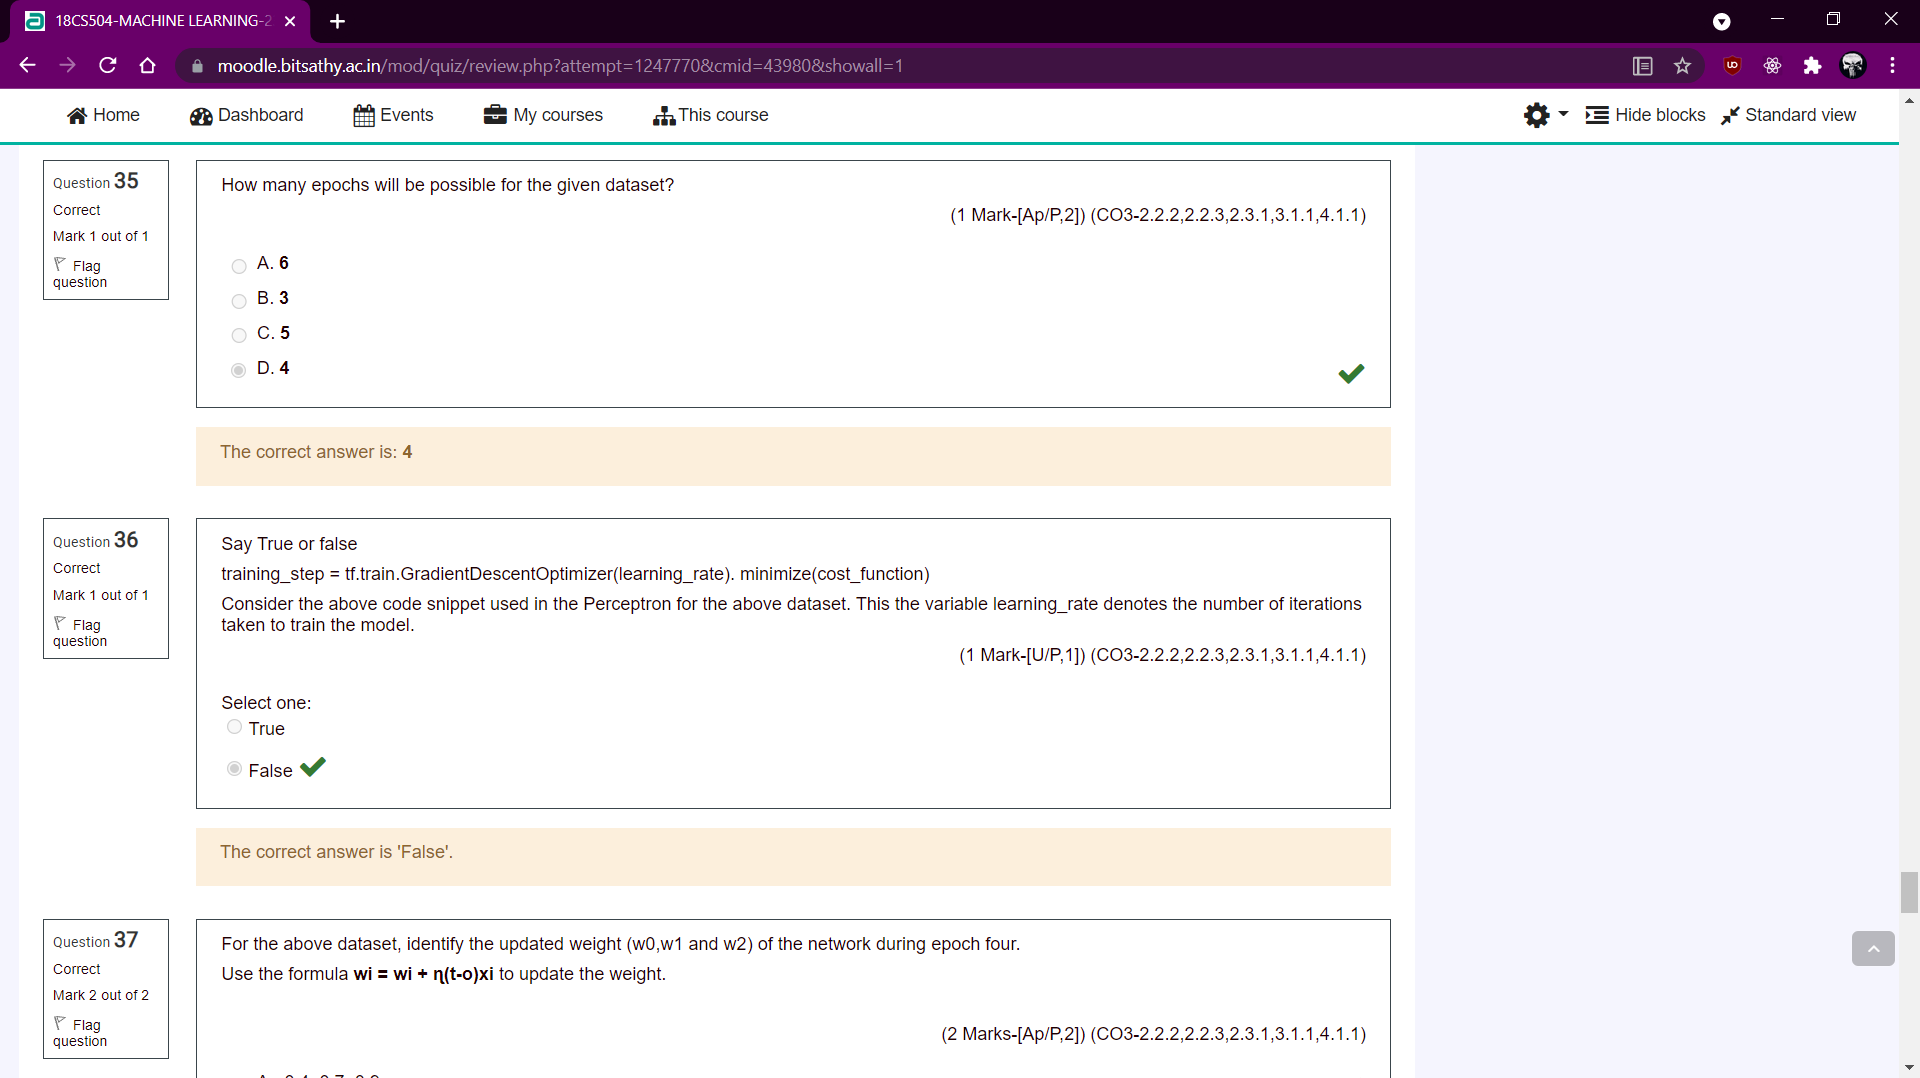 18CS504-MACHINE LEARNING-2
moodle.bitsathy.ac.in/mod/quiz/review.php?attempt=1247770&cmid=43980&showall=1
Home Dashboard Events My courses This course Hide blocks Standard view
Question 35
Correct
Mark 1 out of 1
Flag
question
How many epochs will be possible for the given dataset?
(1 Mark-[Ap/P,2]) (CO3-2.2.2,2.2.3,2.3.1,3.1.1,4.1.1)
A. 6
B. 3
C. 5
D. 4
The correct answer is: 4
Question 36
Correct
Mark 1 out of 1
Flag
question
Say True or false
training_step = tf.train.GradientDescentOptimizer(learning_rate). minimize(cost_function)
Consider the above code snippet used in the Perceptron for the above dataset. This the variable learning_rate denotes the number of iterations
taken to train the model.
(1 Mark-[U/P,1]) (CO3-2.2.2,2.2.3,2.3.1,3.1.1,4.1.1)
Select one:
True
False
The correct answer is 'False'.
Question 37
Correct
Mark 2 out of 2
Flag
question
For the above dataset, identify the updated weight (w0,w1 and w2) of the network during epoch four.
Use the formula wi = wi + η(t-o)xi to update the weight.
(2 Marks-[Ap/P,2]) (CO3-2.2.2,2.2.3,2.3.1,3.1.1,4.1.1)